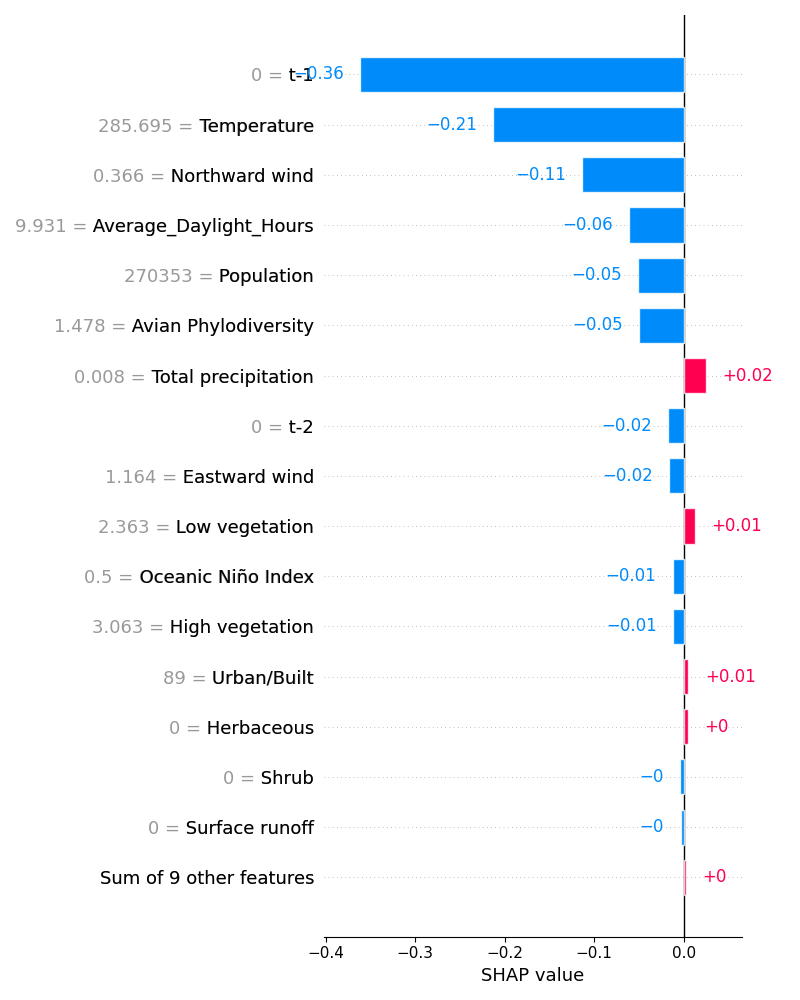 0 = t-1 −0.36
285.695 = Temperature −0.21
0.366 = Northward wind −0.11
9.931 = Average_Daylight_Hours −0.06
270353 = Population −0.05
1.478 = Avian Phylodiversity −0.05
0.008 = Total precipitation +0.02
0 = t-2 −0.02
1.164 = Eastward wind −0.02
2.363 = Low vegetation +0.01
0.5 = Oceanic Niño Index −0.01
3.063 = High vegetation −0.01
89 = Urban/Built +0.01
0 = Herbaceous +0
0 = Shrub −0
0 = Surface runoff −0
Sum of 9 other features +0
−0.4 −0.3 −0.2 −0.1 0.0
SHAP value